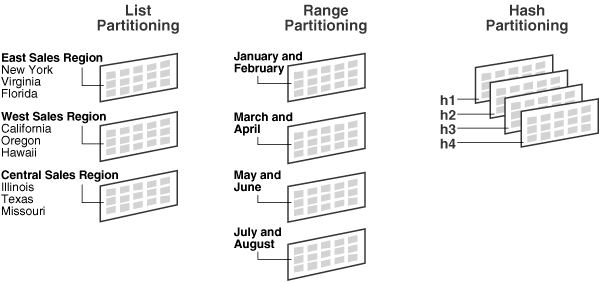 List
Partitioning
East Sales Region
New York
Virginia
Florida
West Sales Region
California
Oregon
Hawaii
Central Sales Region
Illinois
Texas
Missouri
Range
Partitioning
January and
February
March and
April
May and
June
July and
August
Hash
Partitioning
h1
h2
h3
h4